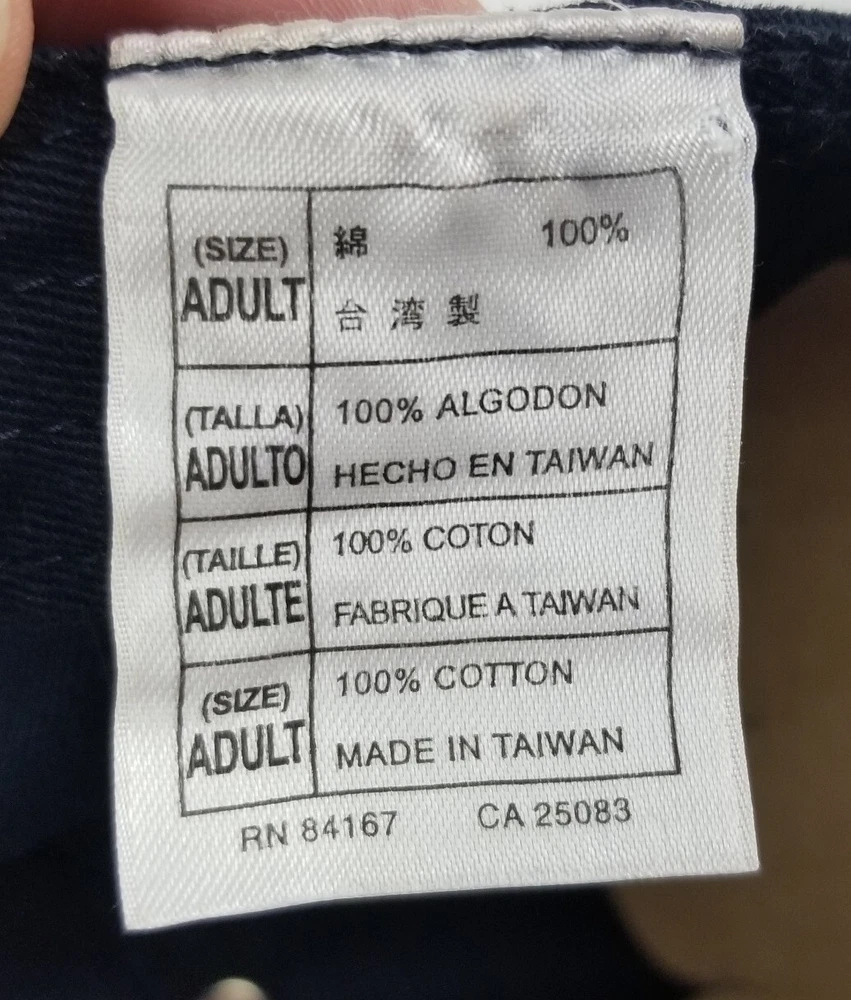 (SIZE)
ADULT
綿 100%
台湾製
(TALLA)
ADULTO
100% ALGODON
HECHO EN TAIWAN
(TAILLE)
ADULTE
100% COTON
FABRIQUE A TAIWAN
(SIZE)
ADULT
100% COTTON
MADE IN TAIWAN
RN 84167 CA 25083